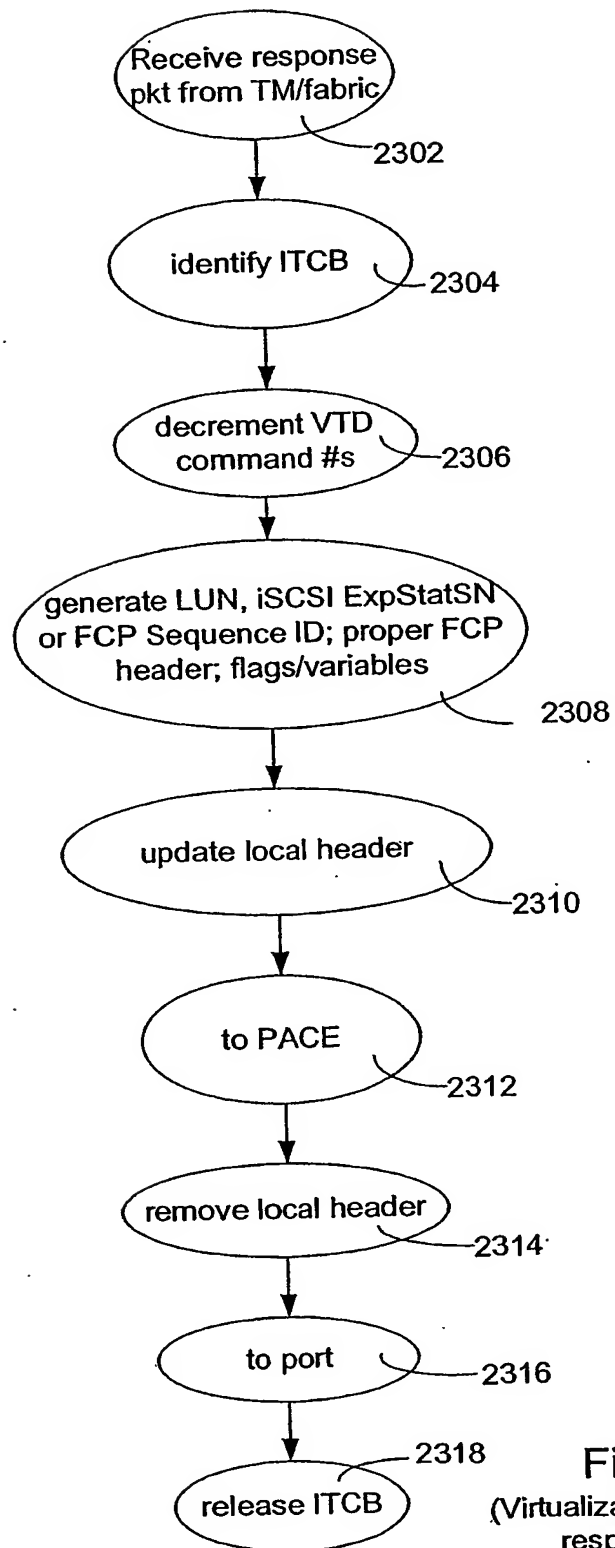 Receive response
pkt from TM/fabric
2302
identify ITCB
2304
decrement VTD
command #s
2306
generate LUN, iSCSI ExpStatSN
or FCP Sequence ID; proper FCP
header; flags/variables
2308
update local header
2310
to PACE
2312
remove local header
2314
to port
2316
2318
release ITCB